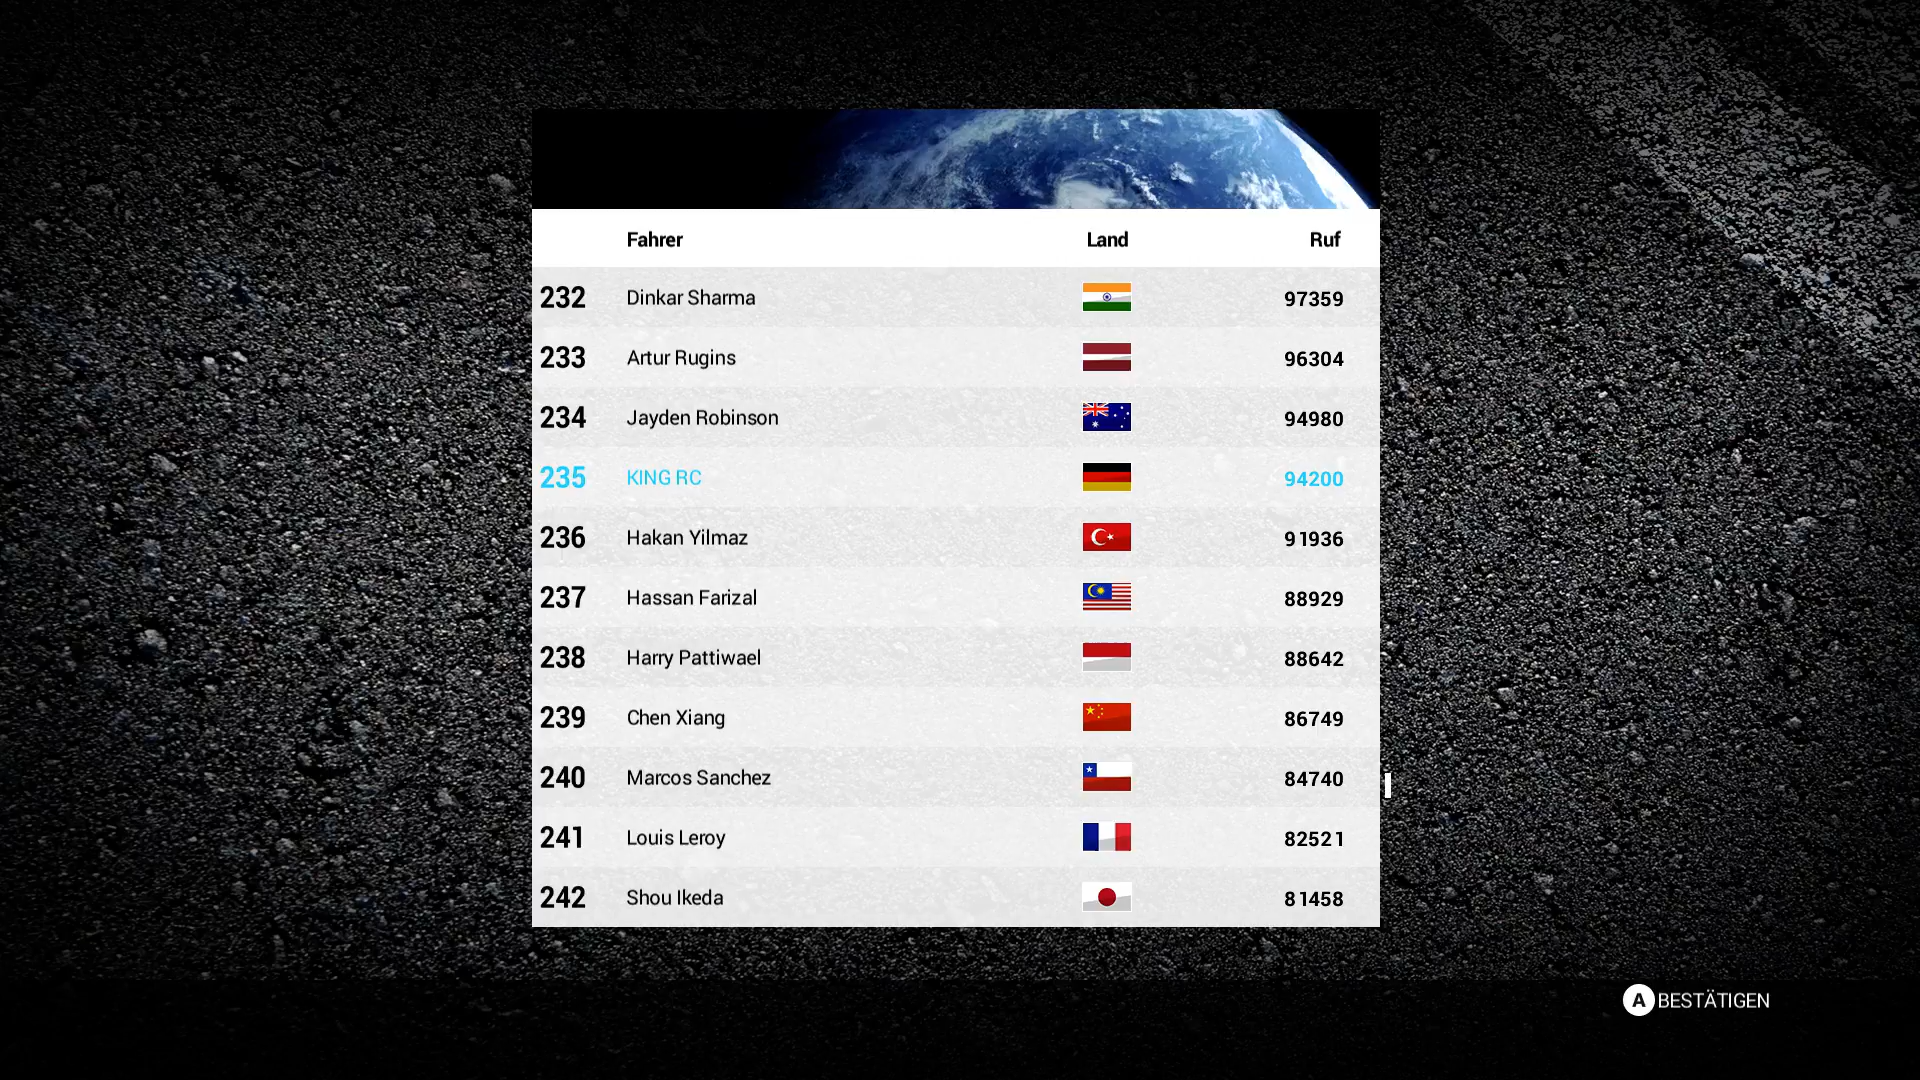 Fahrer Land Ruf
232 Dinkar Sharma 97359
233 Artur Rugins 96304
234 Jayden Robinson 94980
235 KING RC 94200
236 Hakan Yilmaz 91936
237 Hassan Farizal 88929
238 Harry Pattiwael 88642
239 Chen Xiang 86749
240 Marcos Sanchez 84740
241 Louis Leroy 82521
242 Shou Ikeda 81458
A BESTÄTIGEN